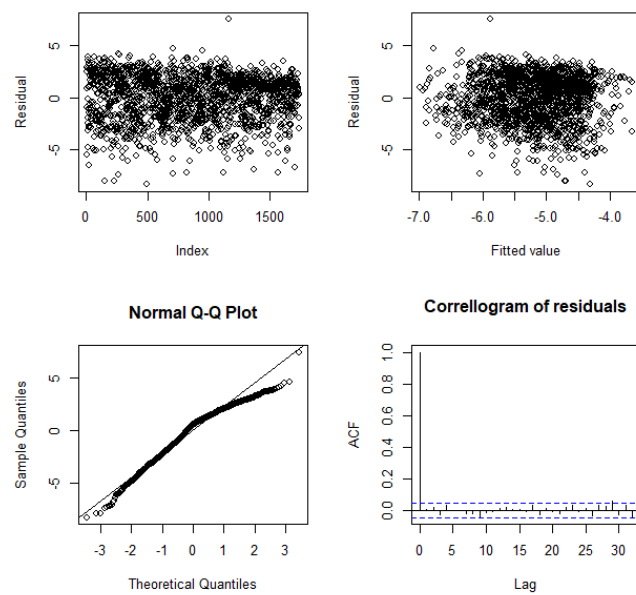 Residual
5
0
-5
0 500 1000 1500
Index
Residual
5
0
-5
-7.0 -6.0 -5.0 -4.0
Fitted value
Normal Q-Q Plot
Sample Quantiles
5
0
-5
-3 -2 -1 0 1 2 3
Theoretical Quantiles
Correllogram of residuals
ACF
1.0
0.8
0.6
0.4
0.2
0.0
0 5 10 15 20 25 30
Lag